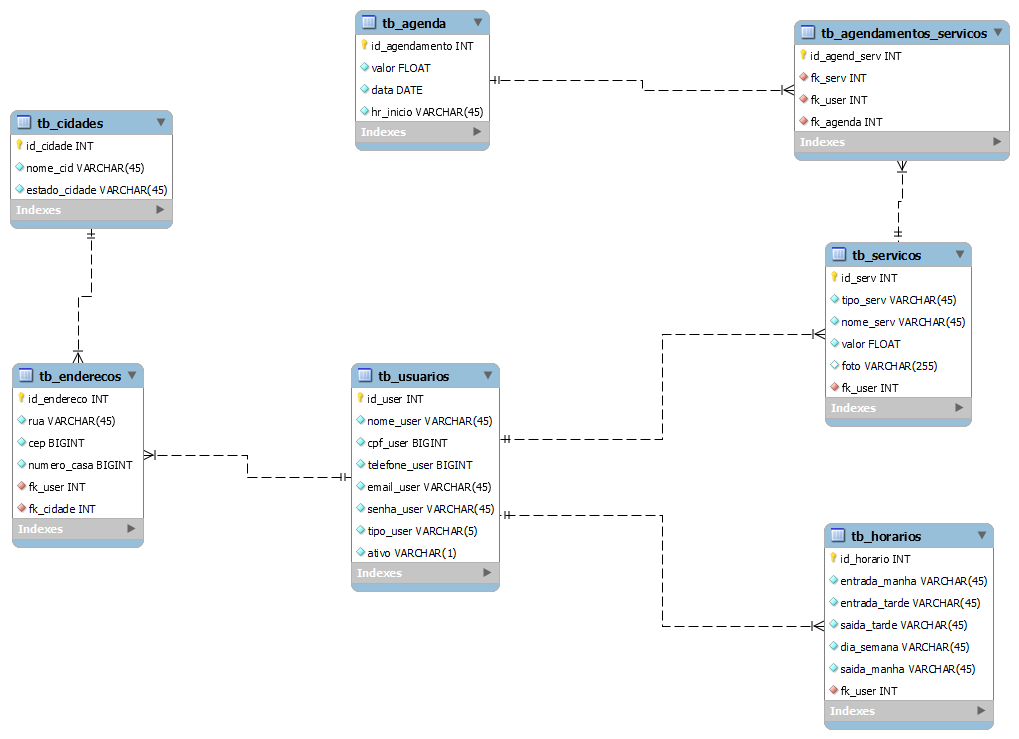 tb_agenda
id_agendamento INT
valor FLOAT
data DATE
hr_inicio VARCHAR(45)
Indexes
tb_agendamentos_servicos
id_agend_serv INT
fk_serv INT
fk_user INT
fk_agenda INT
Indexes
tb_cidades
id_cidade INT
nome_cid VARCHAR(45)
estado_cidade VARCHAR(45)
Indexes
tb_servicos
id_serv INT
tipo_serv VARCHAR(45)
nome_serv VARCHAR(45)
valor FLOAT
foto VARCHAR(255)
fk_user INT
Indexes
tb_enderecos
id_endereco INT
rua VARCHAR(45)
cep BIGINT
numero_casa BIGINT
fk_user INT
fk_cidade INT
Indexes
tb_usuarios
id_user INT
nome_user VARCHAR(45)
cpf_user BIGINT
telefone_user BIGINT
email_user VARCHAR(45)
senha_user VARCHAR(45)
tipo_user VARCHAR(5)
ativo VARCHAR(1)
Indexes
tb_horarios
id_horario INT
entrada_manha VARCHAR(45)
entrada_tarde VARCHAR(45)
saida_tarde VARCHAR(45)
dia_semana VARCHAR(45)
saida_manha VARCHAR(45)
fk_user INT
Indexes